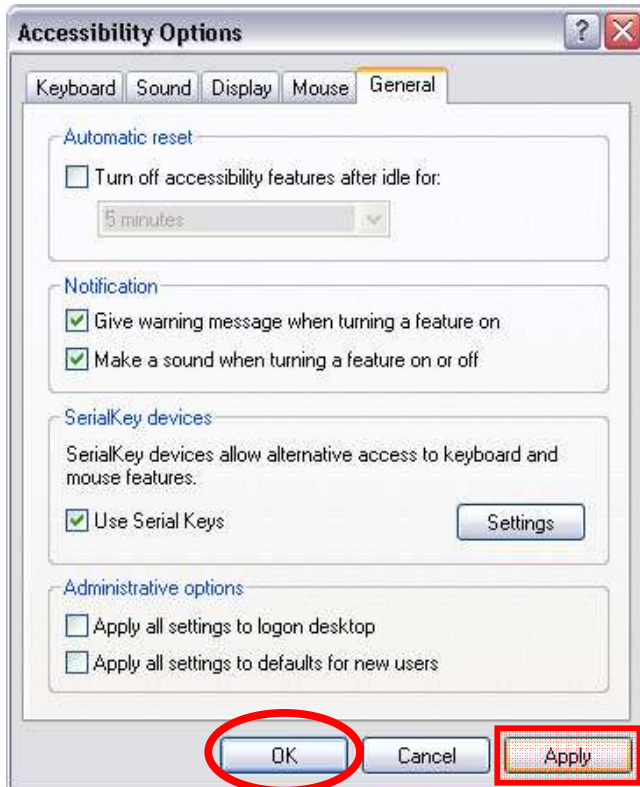 Accessibility Options
Keyboard Sound Display Mouse General
Automatic reset
Turn off accessibility features after idle for:
5 minutes
Notification
Give warning message when turning a feature on
Make a sound when turning a feature on or off
SerialKey devices
SerialKey devices allow alternative access to keyboard and
mouse features.
Use Serial Keys Settings
Administrative options
Apply all settings to logon desktop
Apply all settings to defaults for new users
OK Cancel Apply